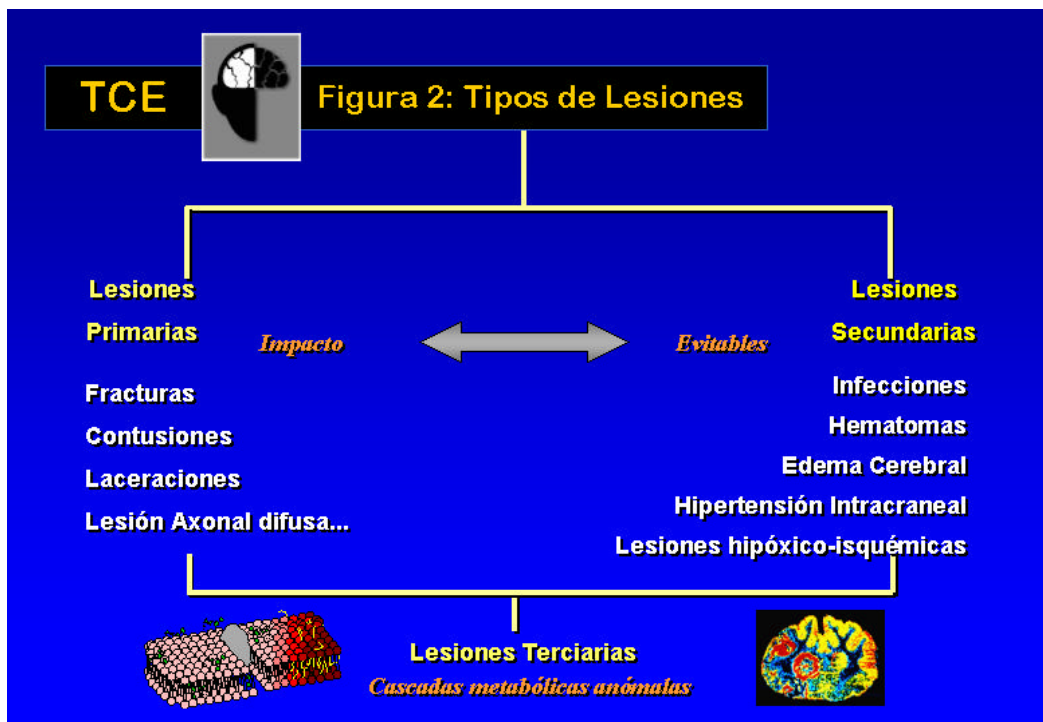 TCE
Figura 2: Tipos de Lesiones
Lesiones
Primarias
Impacto
Fracturas
Contusiones
Laceraciones
Lesión Axonal difusa...
Evitables
Lesiones
Secundarias
Infecciones
Hematomas
Edema Cerebral
Hipertensión Intracraneal
Lesiones hipóxico-isquémicas
Lesiones Terciarias
Cascadas metabólicas anómalas